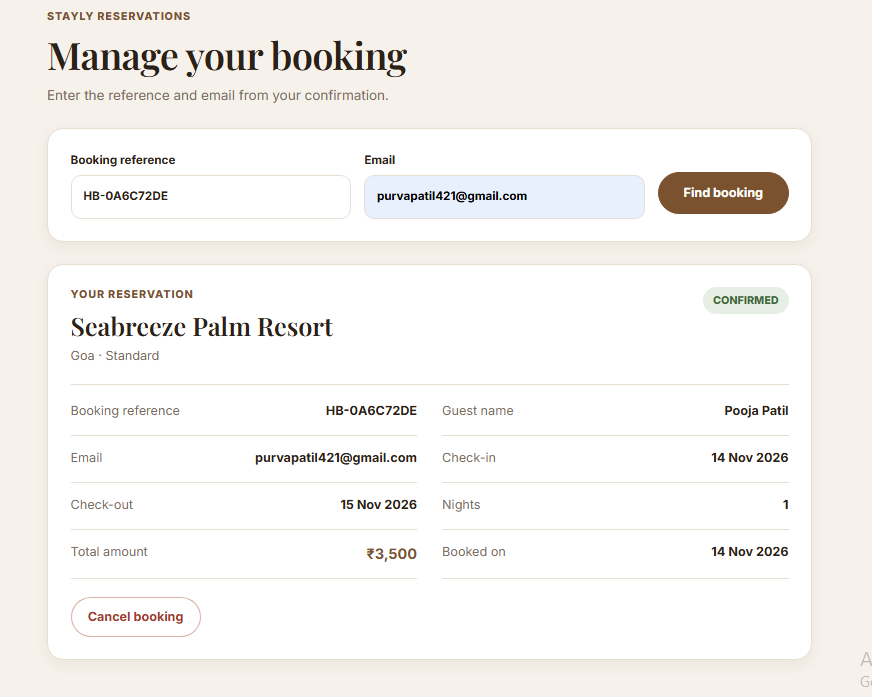 STAYLY RESERVATIONS
Manage your booking
Enter the reference and email from your confirmation.
Booking reference
Email
HB-0A6C72DE
purvapatil421@gmail.com
Find booking
YOUR RESERVATION
CONFIRMED
Seabreeze Palm Resort
Goa · Standard
Booking reference HB-0A6C72DE
Guest name Pooja Patil
Email purvapatil421@gmail.com
Check-in 14 Nov 2026
Check-out 15 Nov 2026
Nights 1
Total amount ₹3,500
Booked on 14 Nov 2026
Cancel booking